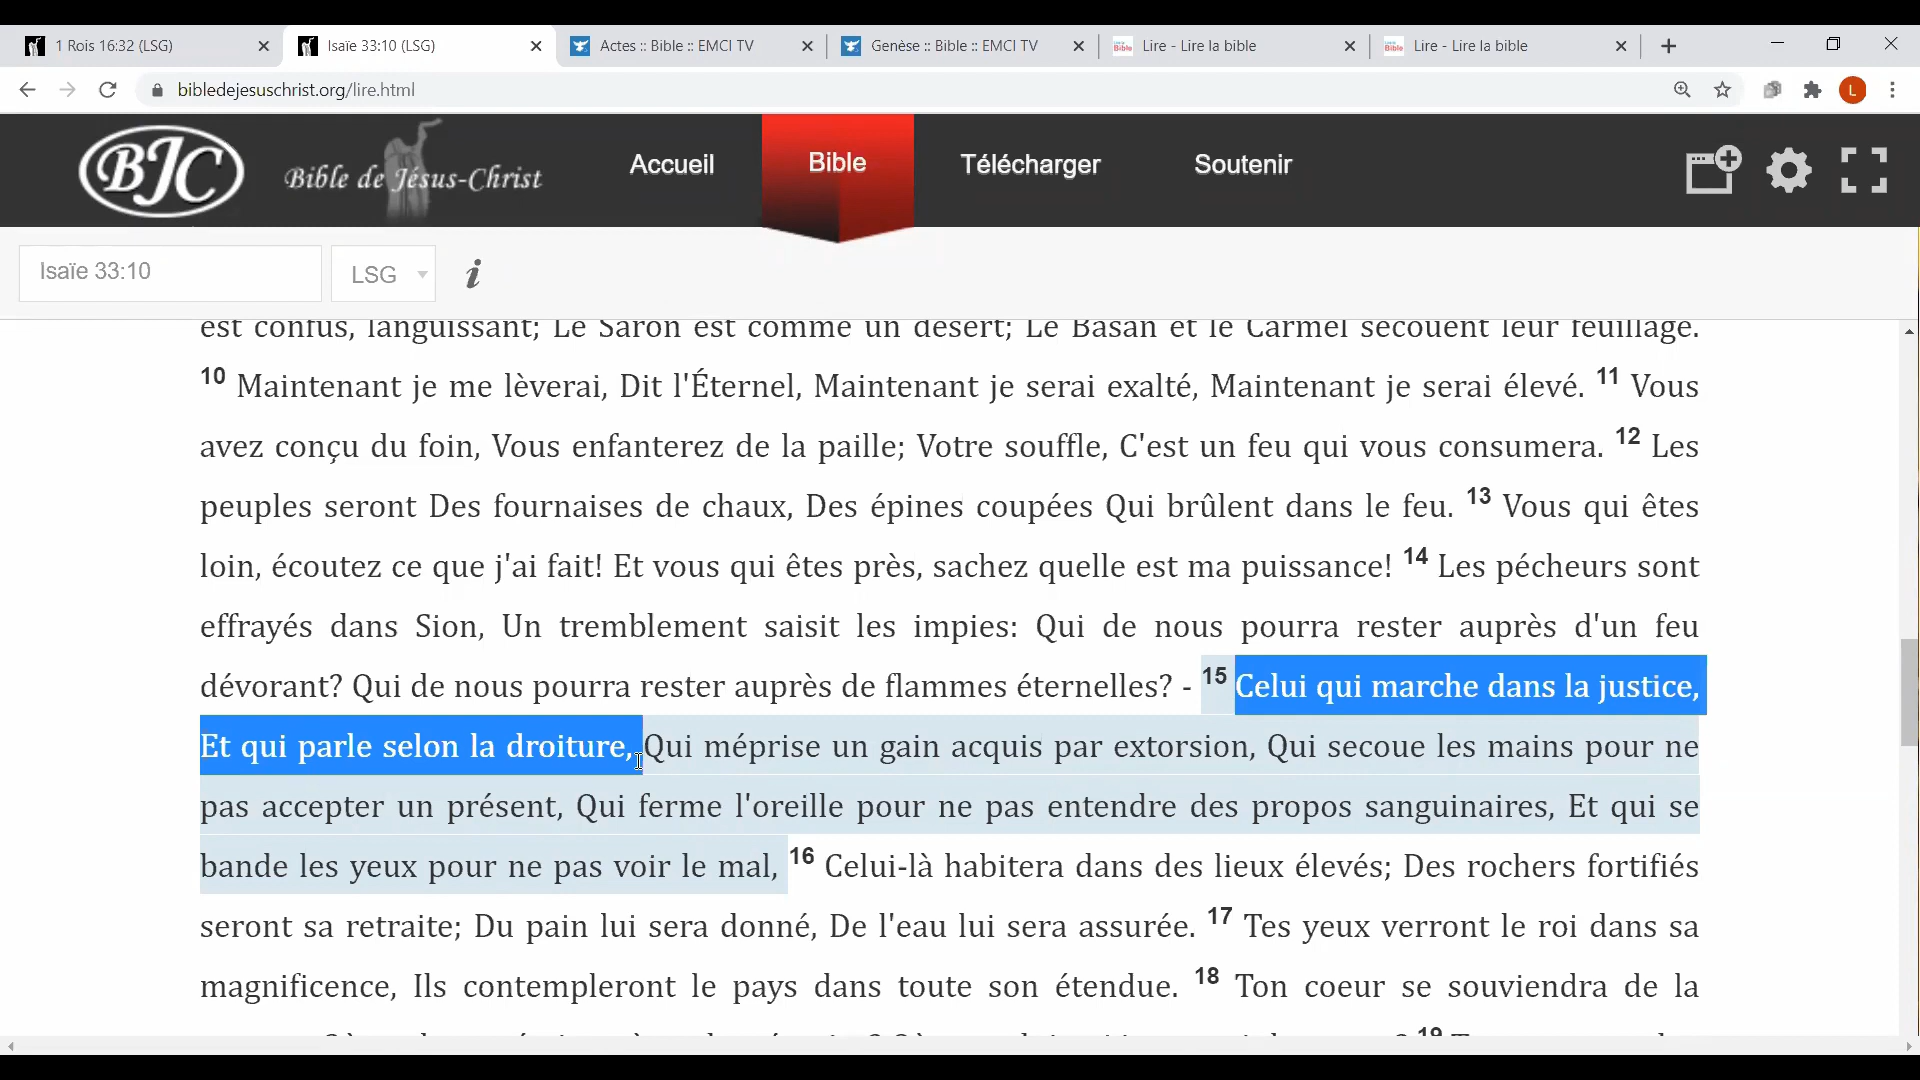 1 Rois 16:32 (LSG)
Isaïe 33:10 (LSG)
Actes :: Bible :: EMCI TV
Genèse :: Bible :: EMCI TV
Lire - Lire la bible
Lire - Lire la bible
bibledejesuschrist.org/lire.html
L
BJC
Bible de Jésus-Christ
Accueil
Bible
Télécharger
Soutenir
Isaïe 33:10
LSG
i
est confus, languissant; Le Saron est comme un désert; Le Basan et le Carmel secouent leur feuillage.
10 Maintenant je me lèverai, Dit l'Éternel, Maintenant je serai exalté, Maintenant je serai élevé. 11 Vous
avez conçu du foin, Vous enfanterez de la paille; Votre souffle, C'est un feu qui vous consumera. 12 Les
peuples seront Des fournaises de chaux, Des épines coupées Qui brûlent dans le feu. 13 Vous qui êtes
loin, écoutez ce que j'ai fait! Et vous qui êtes près, sachez quelle est ma puissance! 14 Les pécheurs sont
effrayés dans Sion, Un tremblement saisit les impies: Qui de nous pourra rester auprès d'un feu
dévorant? Qui de nous pourra rester auprès de flammes éternelles? - 15 Celui qui marche dans la justice,
Et qui parle selon la droiture, Qui méprise un gain acquis par extorsion, Qui secoue les mains pour ne
pas accepter un présent, Qui ferme l'oreille pour ne pas entendre des propos sanguinaires, Et qui se
bande les yeux pour ne pas voir le mal, 16 Celui-là habitera dans des lieux élevés; Des rochers fortifiés
seront sa retraite; Du pain lui sera donné, De l'eau lui sera assurée. 17 Tes yeux verront le roi dans sa
magnificence, Ils contempleront le pays dans toute son étendue. 18 Ton coeur se souviendra de la
19